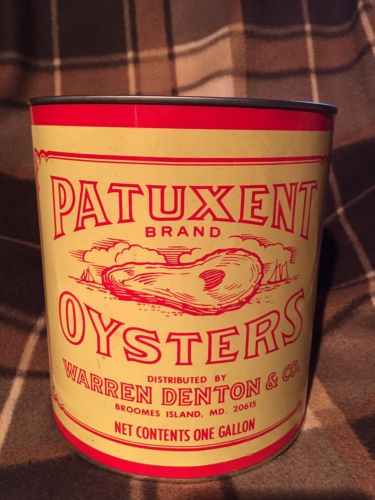 PATUXENT
BRAND
OYSTERS
DISTRIBUTED BY
WARREN DENTON & CO.
BROOMES ISLAND, MD. 20615
NET CONTENTS ONE GALLON